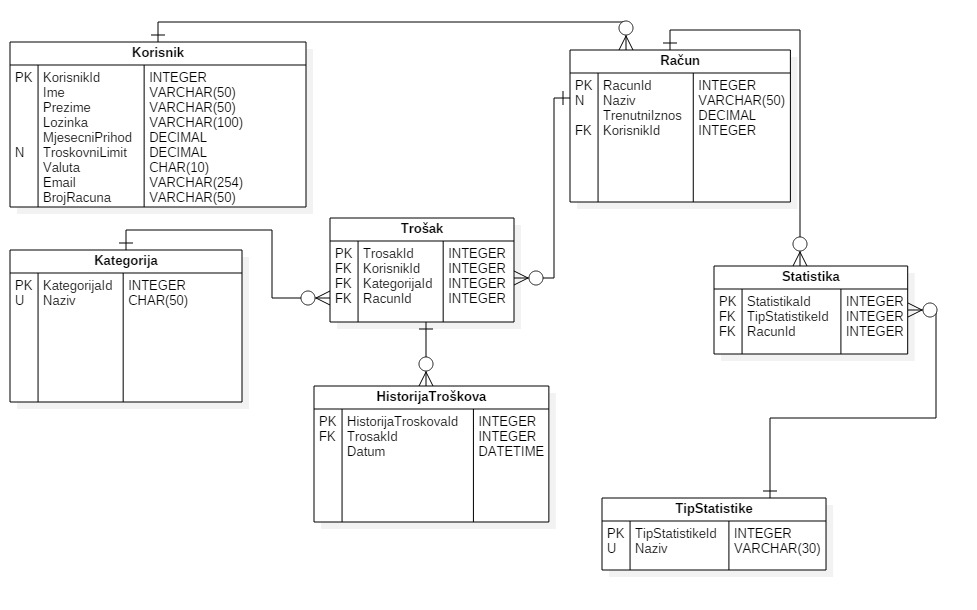 Korisnik
PK KorisnikId INTEGER
Ime VARCHAR(50)
Prezime VARCHAR(50)
Lozinka VARCHAR(100)
MjesecniPrihod DECIMAL
N TroskovniLimit DECIMAL
Valuta CHAR(10)
Email VARCHAR(254)
BrojRacuna VARCHAR(50)
Račun
PK RacunId INTEGER
N Naziv VARCHAR(50)
TrenutniIznos DECIMAL
FK KorisnikId INTEGER
Trošak
PK TrosakId INTEGER
FK KorisnikId INTEGER
FK KategorijaId INTEGER
FK RacunId INTEGER
Kategorija
PK KategorijaId INTEGER
U Naziv CHAR(50)
Statistika
PK StatistikaId INTEGER
FK TipStatistikeId INTEGER
FK RacunId INTEGER
HistorijaTroškova
PK HistorijaTroskovaId INTEGER
FK TrosakId INTEGER
Datum DATETIME
TipStatistike
PK TipStatistikeId INTEGER
U Naziv VARCHAR(30)